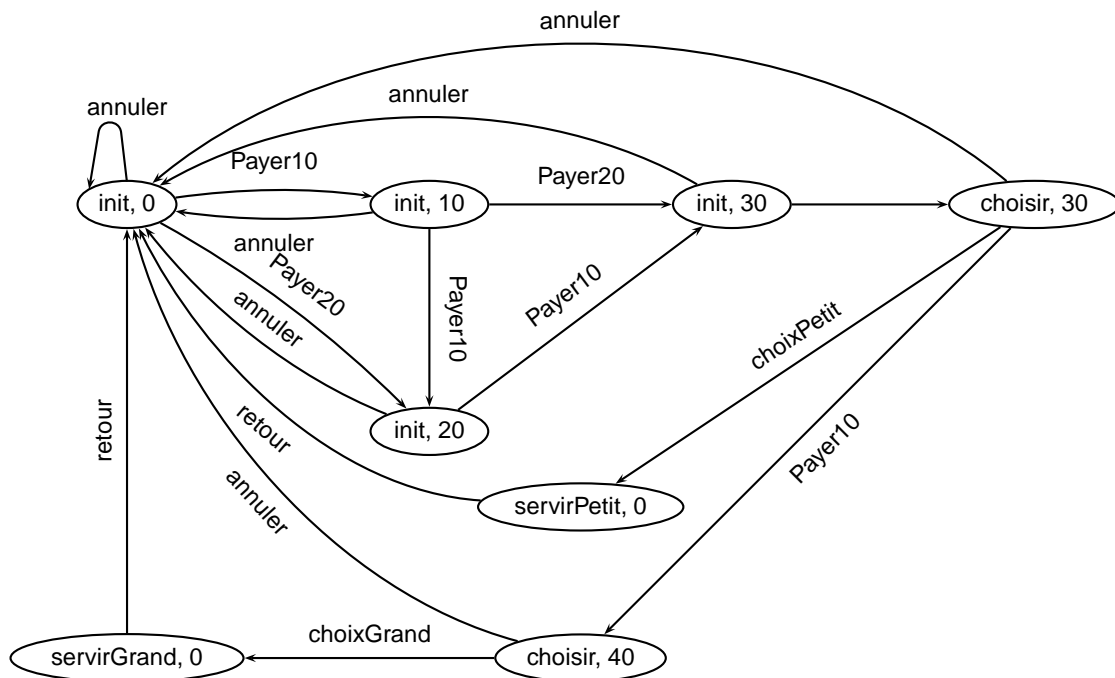 annuler
annuler
annuler
Payer10
Payer20
init, 0
init, 10
init, 30
choisir, 30
annuler
Payer20
annuler
Payer10
Payer10
choixPetit
init, 20
retour
retour
Payer10
annuler
servirPetit, 0
choixGrand
servirGrand, 0
choisir, 40